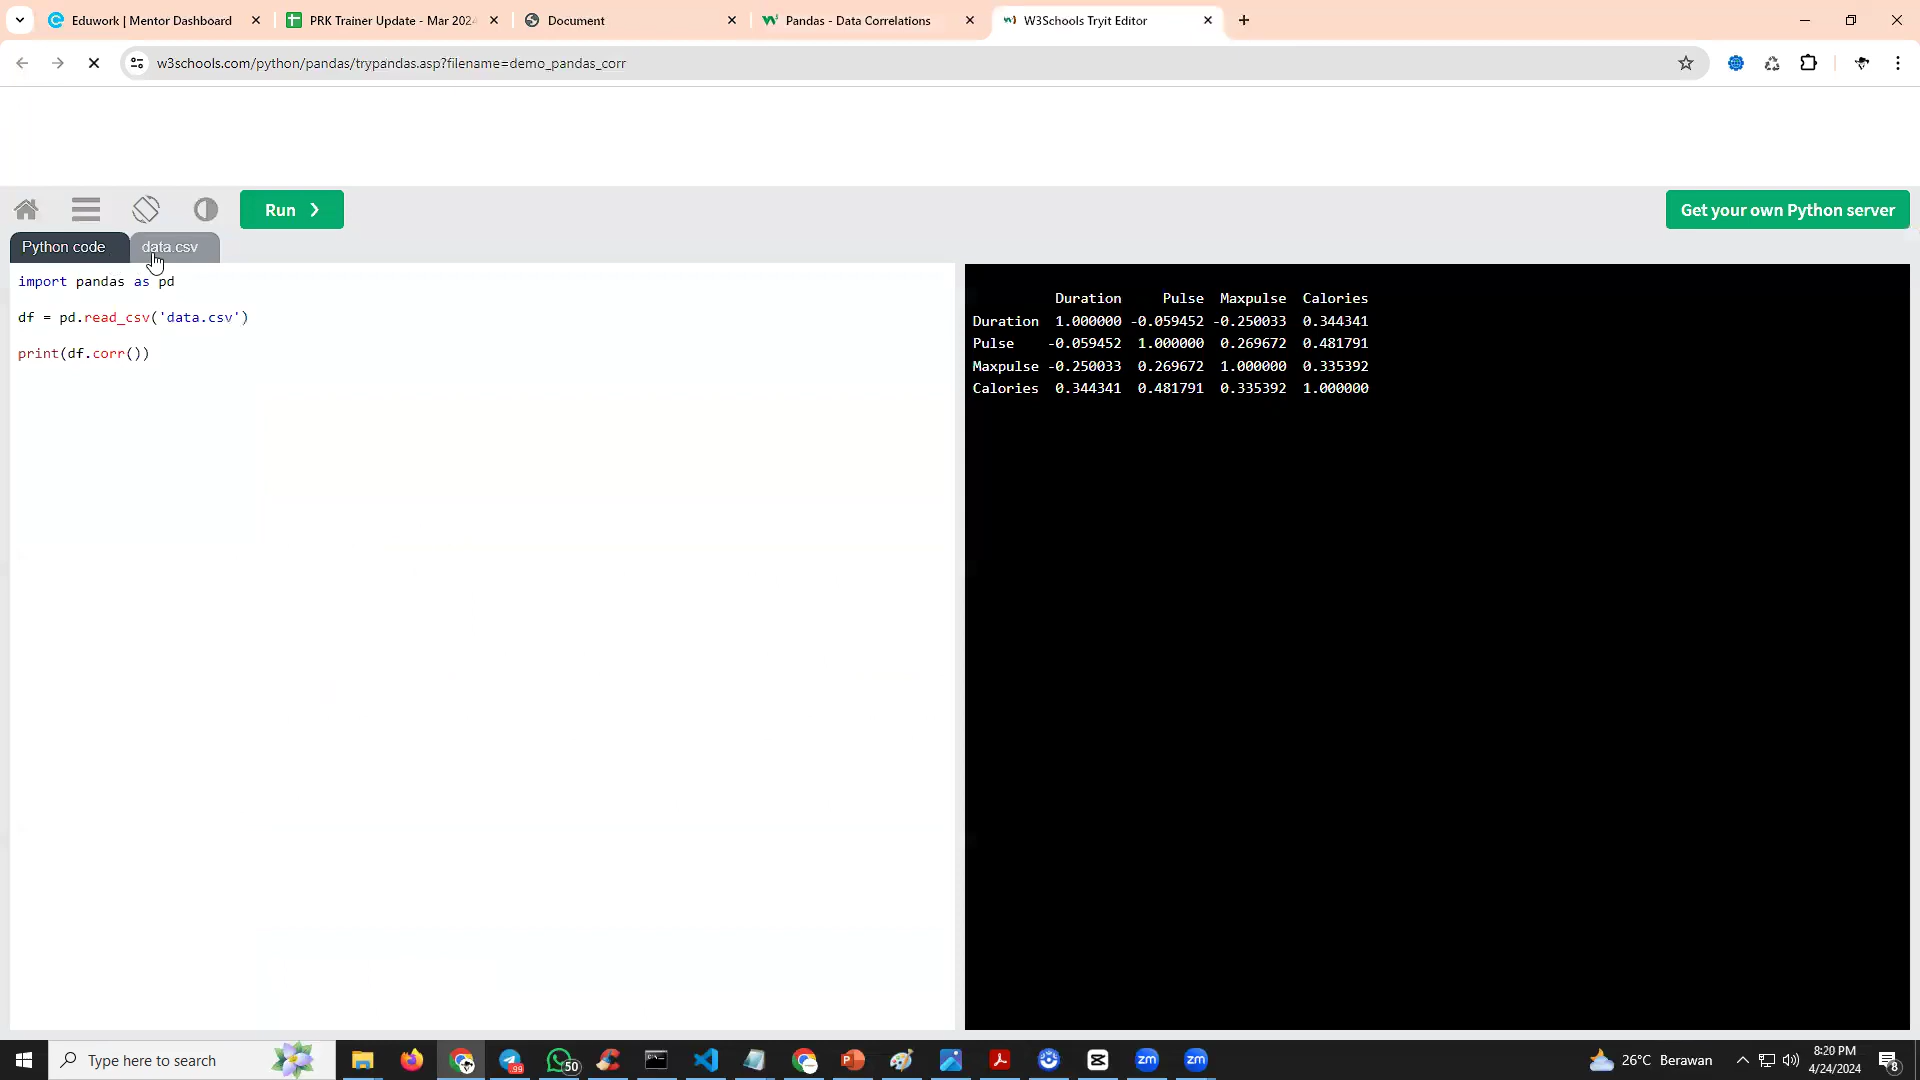 Eduwork | Mentor Dashboard
PRK Trainer Update - Mar 2024
Document
Pandas - Data Correlations
W3Schools Tryit Editor
w3schools.com/python/pandas/trypandas.asp?filename=demo_pandas_corr
Run ❯
Get your own Python server
Python code
data.csv
import pandas as pd
df = pd.read_csv('data.csv')
print(df.corr())
Duration Pulse Maxpulse Calories
Duration 1.000000 -0.059452 -0.250033 0.344341
Pulse -0.059452 1.000000 0.269672 0.481791
Maxpulse -0.250033 0.269672 1.000000 0.335392
Calories 0.344341 0.481791 0.335392 1.000000
Type here to search
99
50
zm
zm
26°C Berawan
8:20 PM
4/24/2024
8